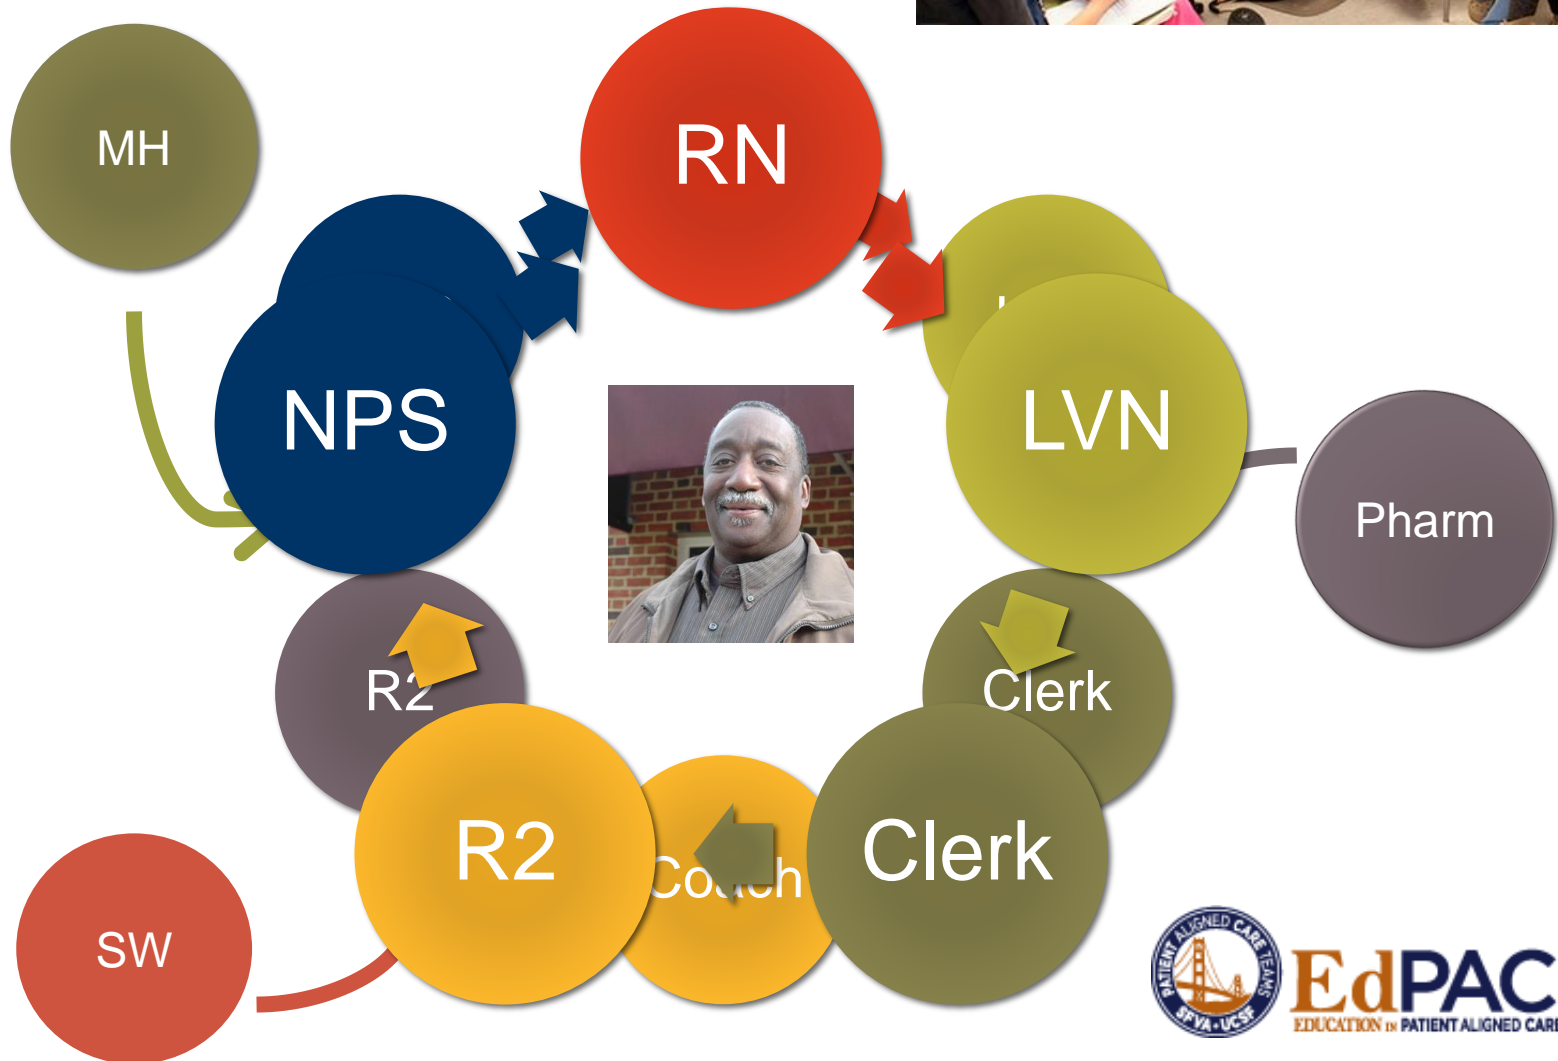 MH
RN
NPS
LVN
Pharm
R2
Clerk
R2
Coach
Clerk
SW
PATIENT ALIGNED CARE TEAMS
SFVA • UCSF
EdPAC
EDUCATION IN PATIENT ALIGNED CARE